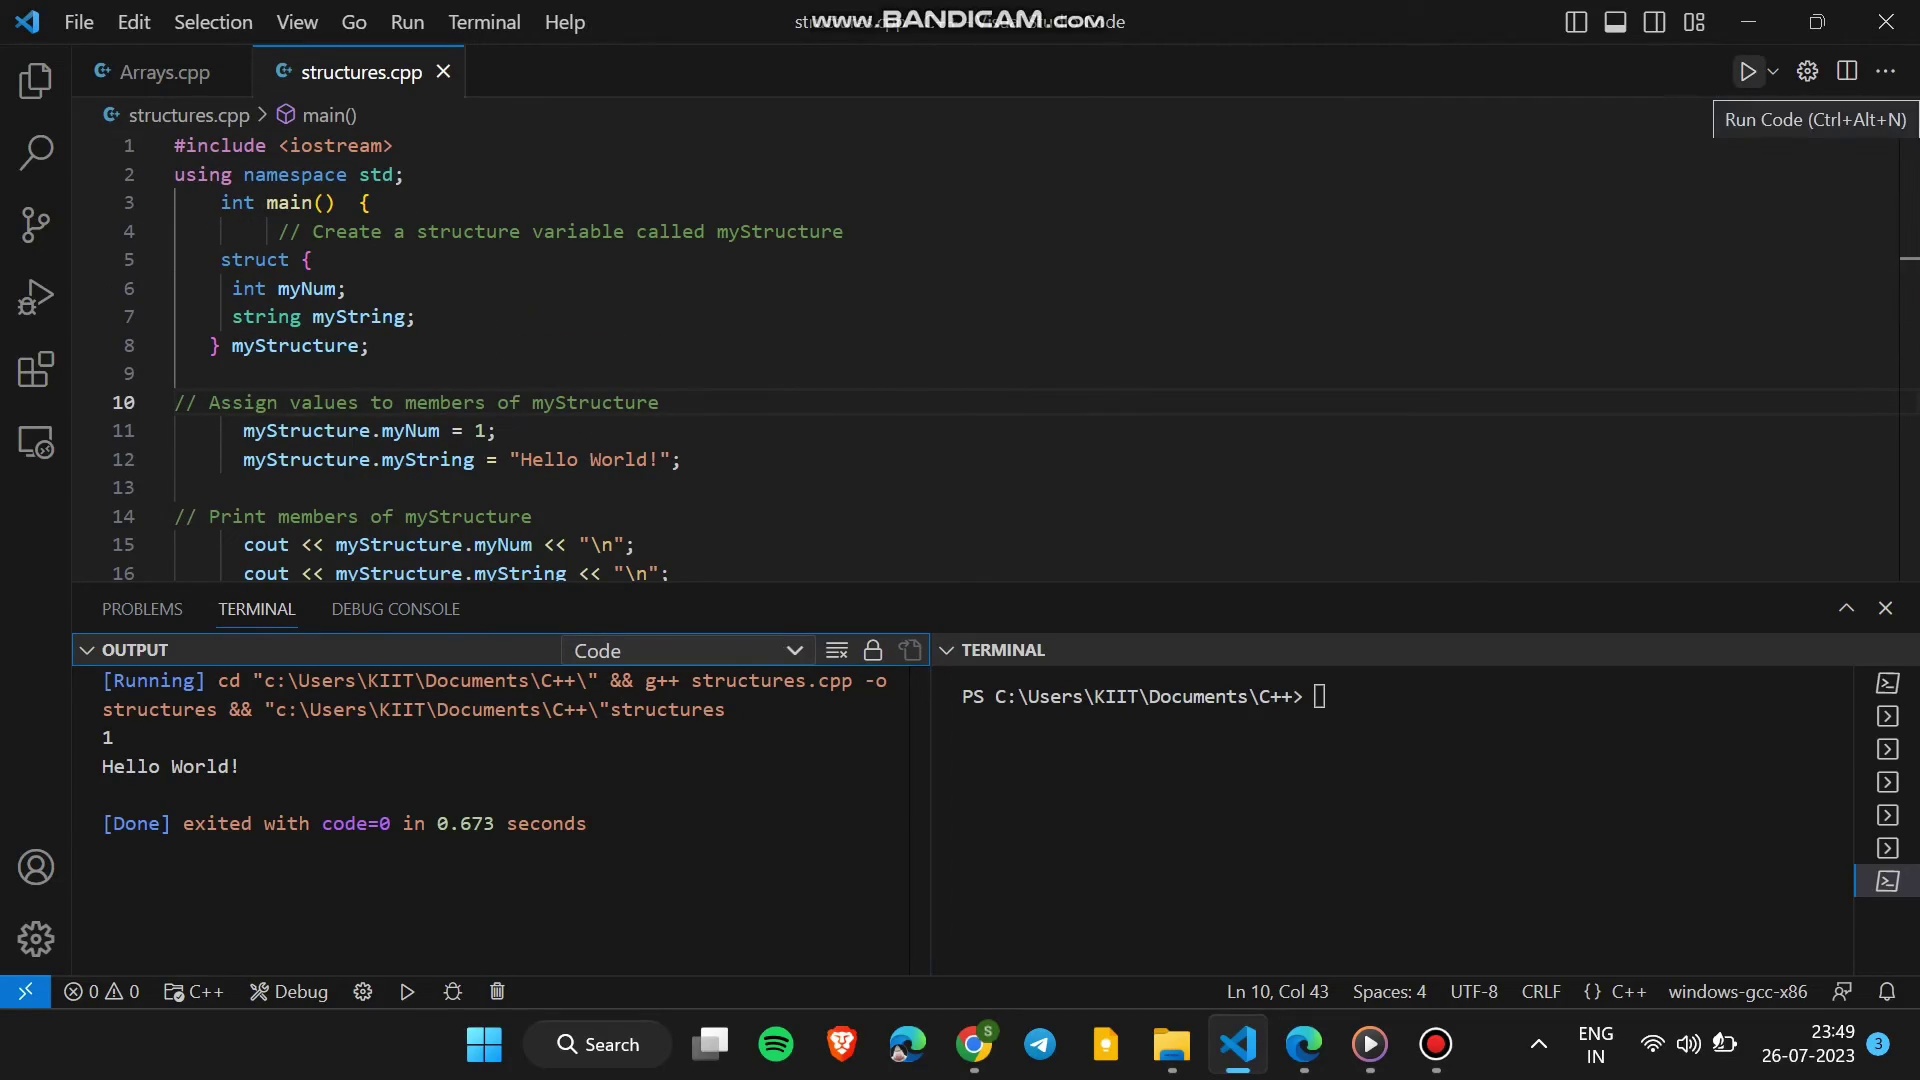 File Edit Selection View Go Run Terminal Help
www.BANDICAM.com
Code
Arrays.cpp
structures.cpp
structures.cpp > main()
Run Code (Ctrl+Alt+N)
1 #include <iostream>
2 using namespace std;
3 int main() {
4 // Create a structure variable called myStructure
5 struct {
6 int myNum;
7 string myString;
8 } myStructure;
9
10 // Assign values to members of myStructure
11 myStructure.myNum = 1;
12 myStructure.myString = "Hello World!";
13
14 // Print members of myStructure
15 cout << myStructure.myNum << "\n";
16 cout << myStructure.myString << "\n";
PROBLEMS TERMINAL DEBUG CONSOLE
OUTPUT
Code
[Running] cd "c:\Users\KIIT\Documents\C++\" && g++ structures.cpp -o
structures && "c:\Users\KIIT\Documents\C++\"structures
1
Hello World!
[Done] exited with code=0 in 0.673 seconds
TERMINAL
PS C:\Users\KIIT\Documents\C++>
0 0 C++ Debug
Ln 10, Col 43 Spaces: 4 UTF-8 CRLF {} C++ windows-gcc-x86
Search
S
ENG
IN
23:49
26-07-2023
3